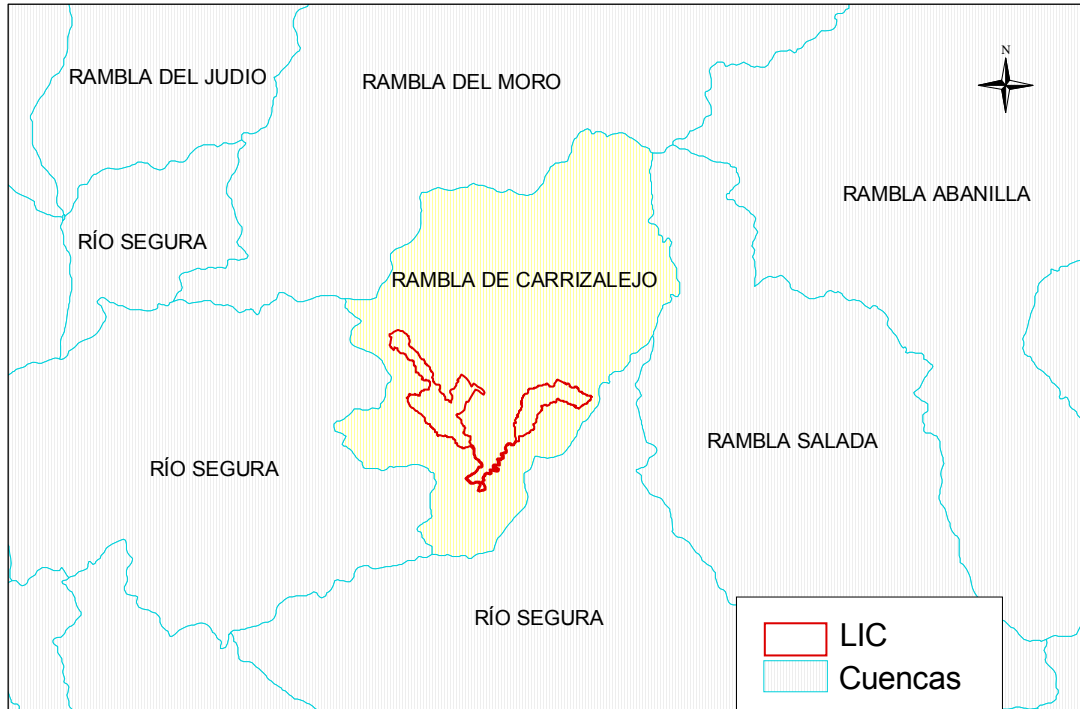 N
RAMBLA DEL JUDIO
RAMBLA DEL MORO
RAMBLA ABANILLA
RÍO SEGURA
RAMBLA DE CARRIZALEJO
RAMBLA SALADA
RÍO SEGURA
RÍO SEGURA
LIC
Cuencas